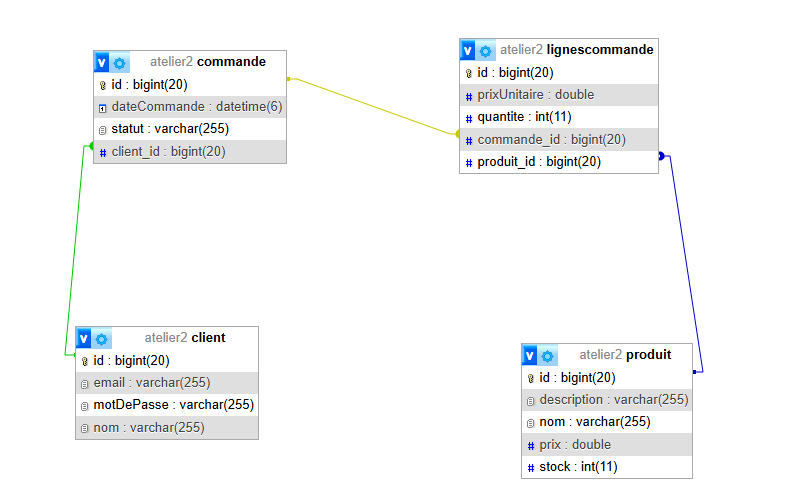 v atelier2 commande
id : bigint(20)
dateCommande : datetime(6)
statut : varchar(255)
client_id : bigint(20)
v atelier2 lignescommande
id : bigint(20)
prixUnitaire : double
quantite : int(11)
commande_id : bigint(20)
produit_id : bigint(20)
v atelier2 client
id : bigint(20)
email : varchar(255)
motDePasse : varchar(255)
nom : varchar(255)
v atelier2 produit
id : bigint(20)
description : varchar(255)
nom : varchar(255)
prix : double
stock : int(11)